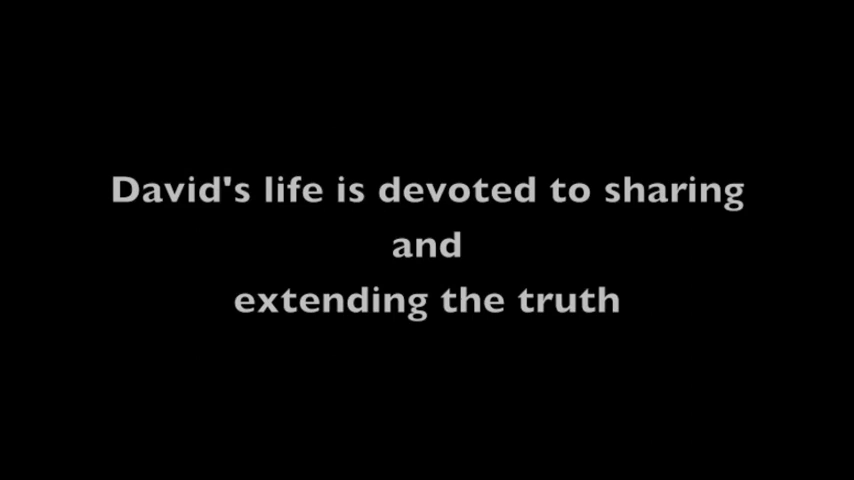 David's life is devoted to sharing
and
extending the truth